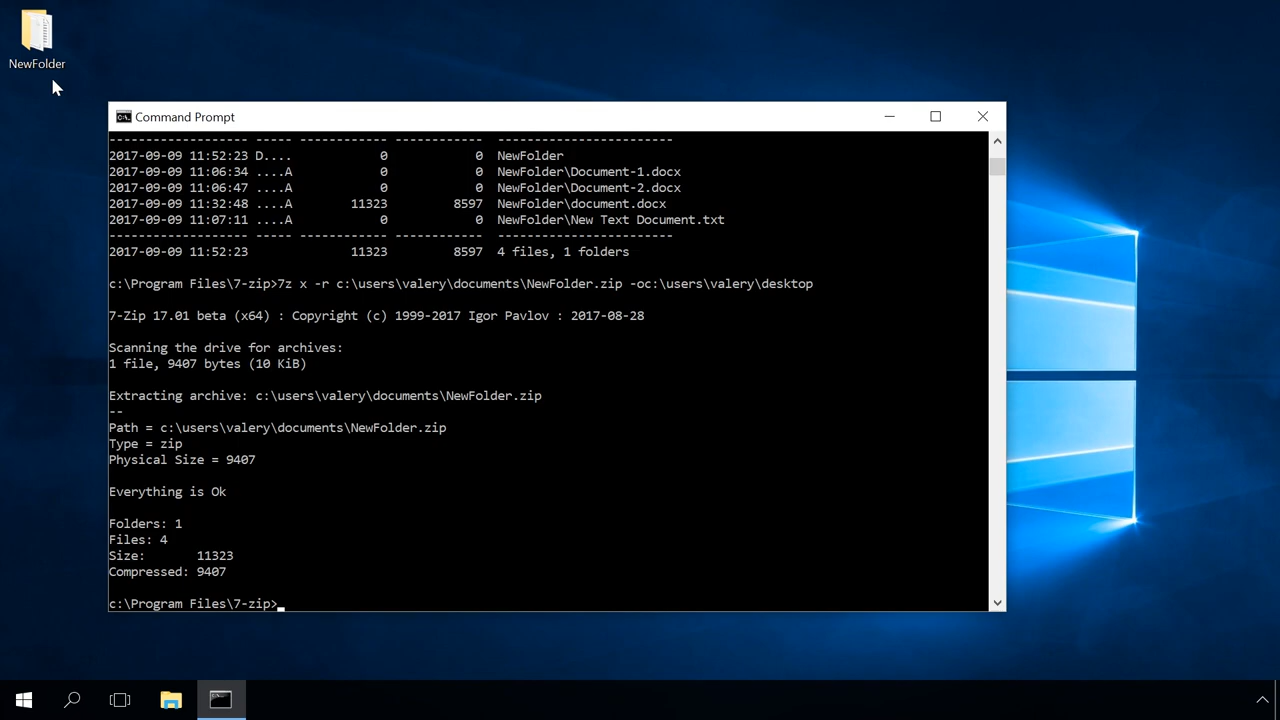 NewFolder
Command Prompt
------------------- ----- ------------ ------------  ------------------------
2017-09-09 11:52:23 D....            0            0  NewFolder
2017-09-09 11:06:34 ....A            0            0  NewFolder\Document-1.docx
2017-09-09 11:06:47 ....A            0            0  NewFolder\Document-2.docx
2017-09-09 11:32:48 ....A        11323         8597  NewFolder\document.docx
2017-09-09 11:07:11 ....A            0            0  NewFolder\New Text Document.txt
------------------- ----- ------------ ------------  ------------------------
2017-09-09 11:52:23              11323         8597  4 files, 1 folders
c:\Program Files\7-zip>7z x -r c:\users\valery\documents\NewFolder.zip -oc:\users\valery\desktop
7-Zip 17.01 beta (x64) : Copyright (c) 1999-2017 Igor Pavlov : 2017-08-28
Scanning the drive for archives:
1 file, 9407 bytes (10 KiB)
Extracting archive: c:\users\valery\documents\NewFolder.zip
--
Path = c:\users\valery\documents\NewFolder.zip
Type = zip
Physical Size = 9407
Everything is Ok
Folders: 1
Files: 4
Size:       11323
Compressed: 9407
c:\Program Files\7-zip>